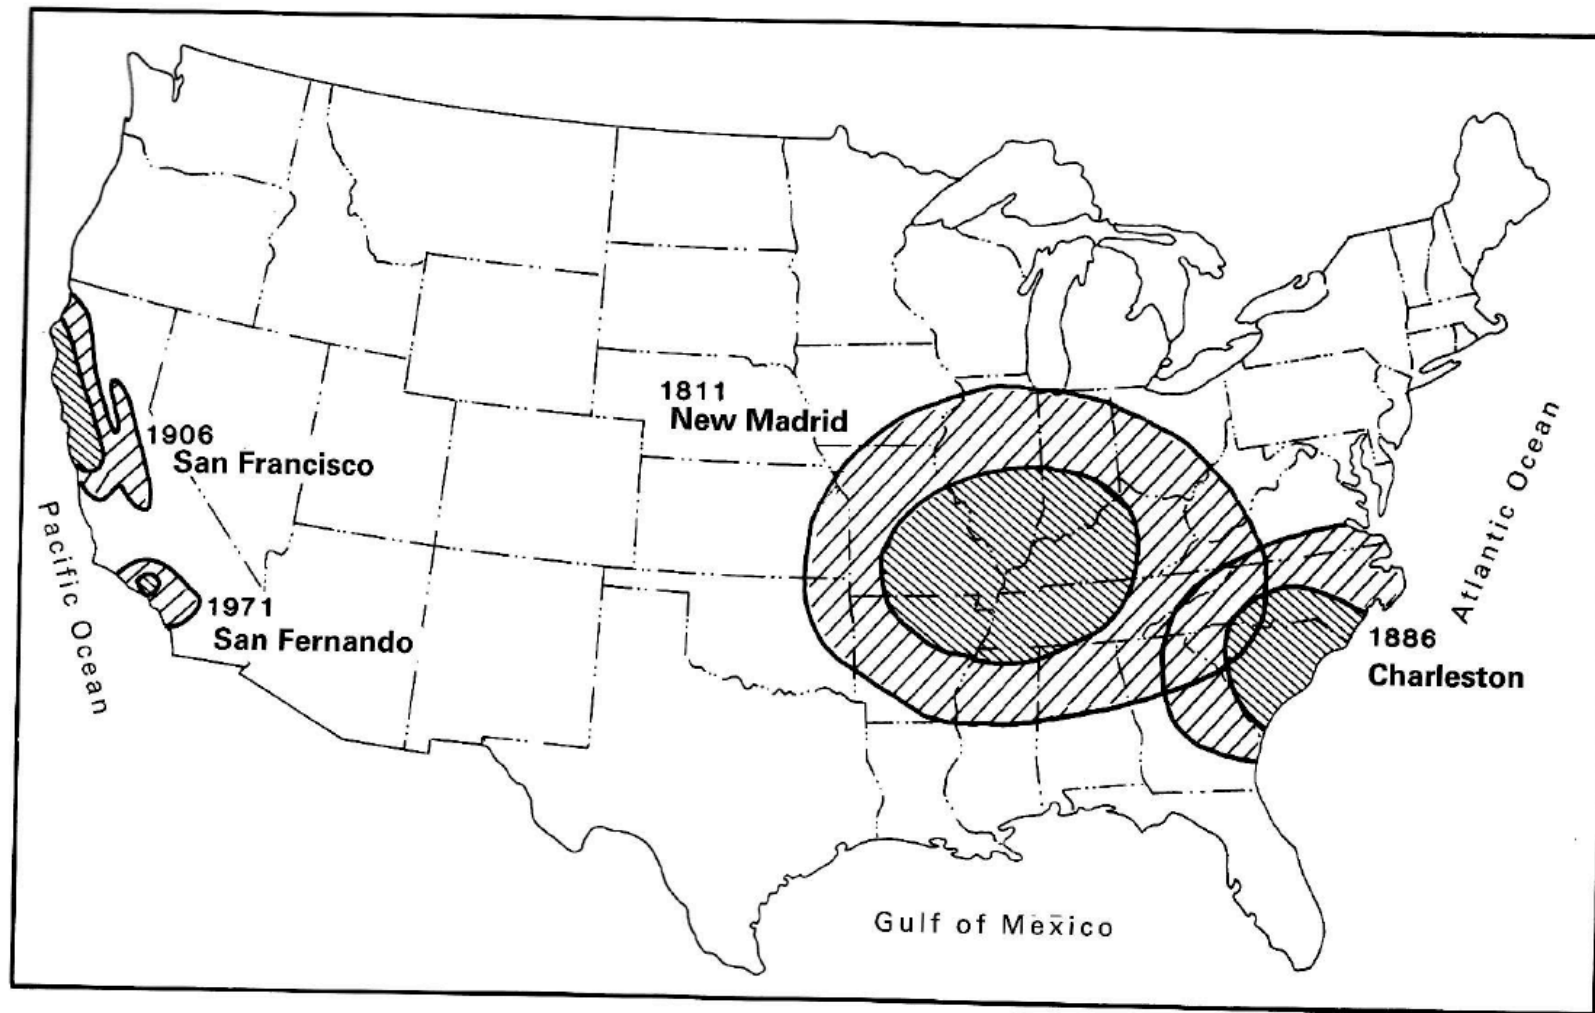 1811
New Madrid
1906
San Francisco
Pacific Ocean
1971
San Fernando
Atlantic Ocean
1886
Charleston
Gulf of Mexico